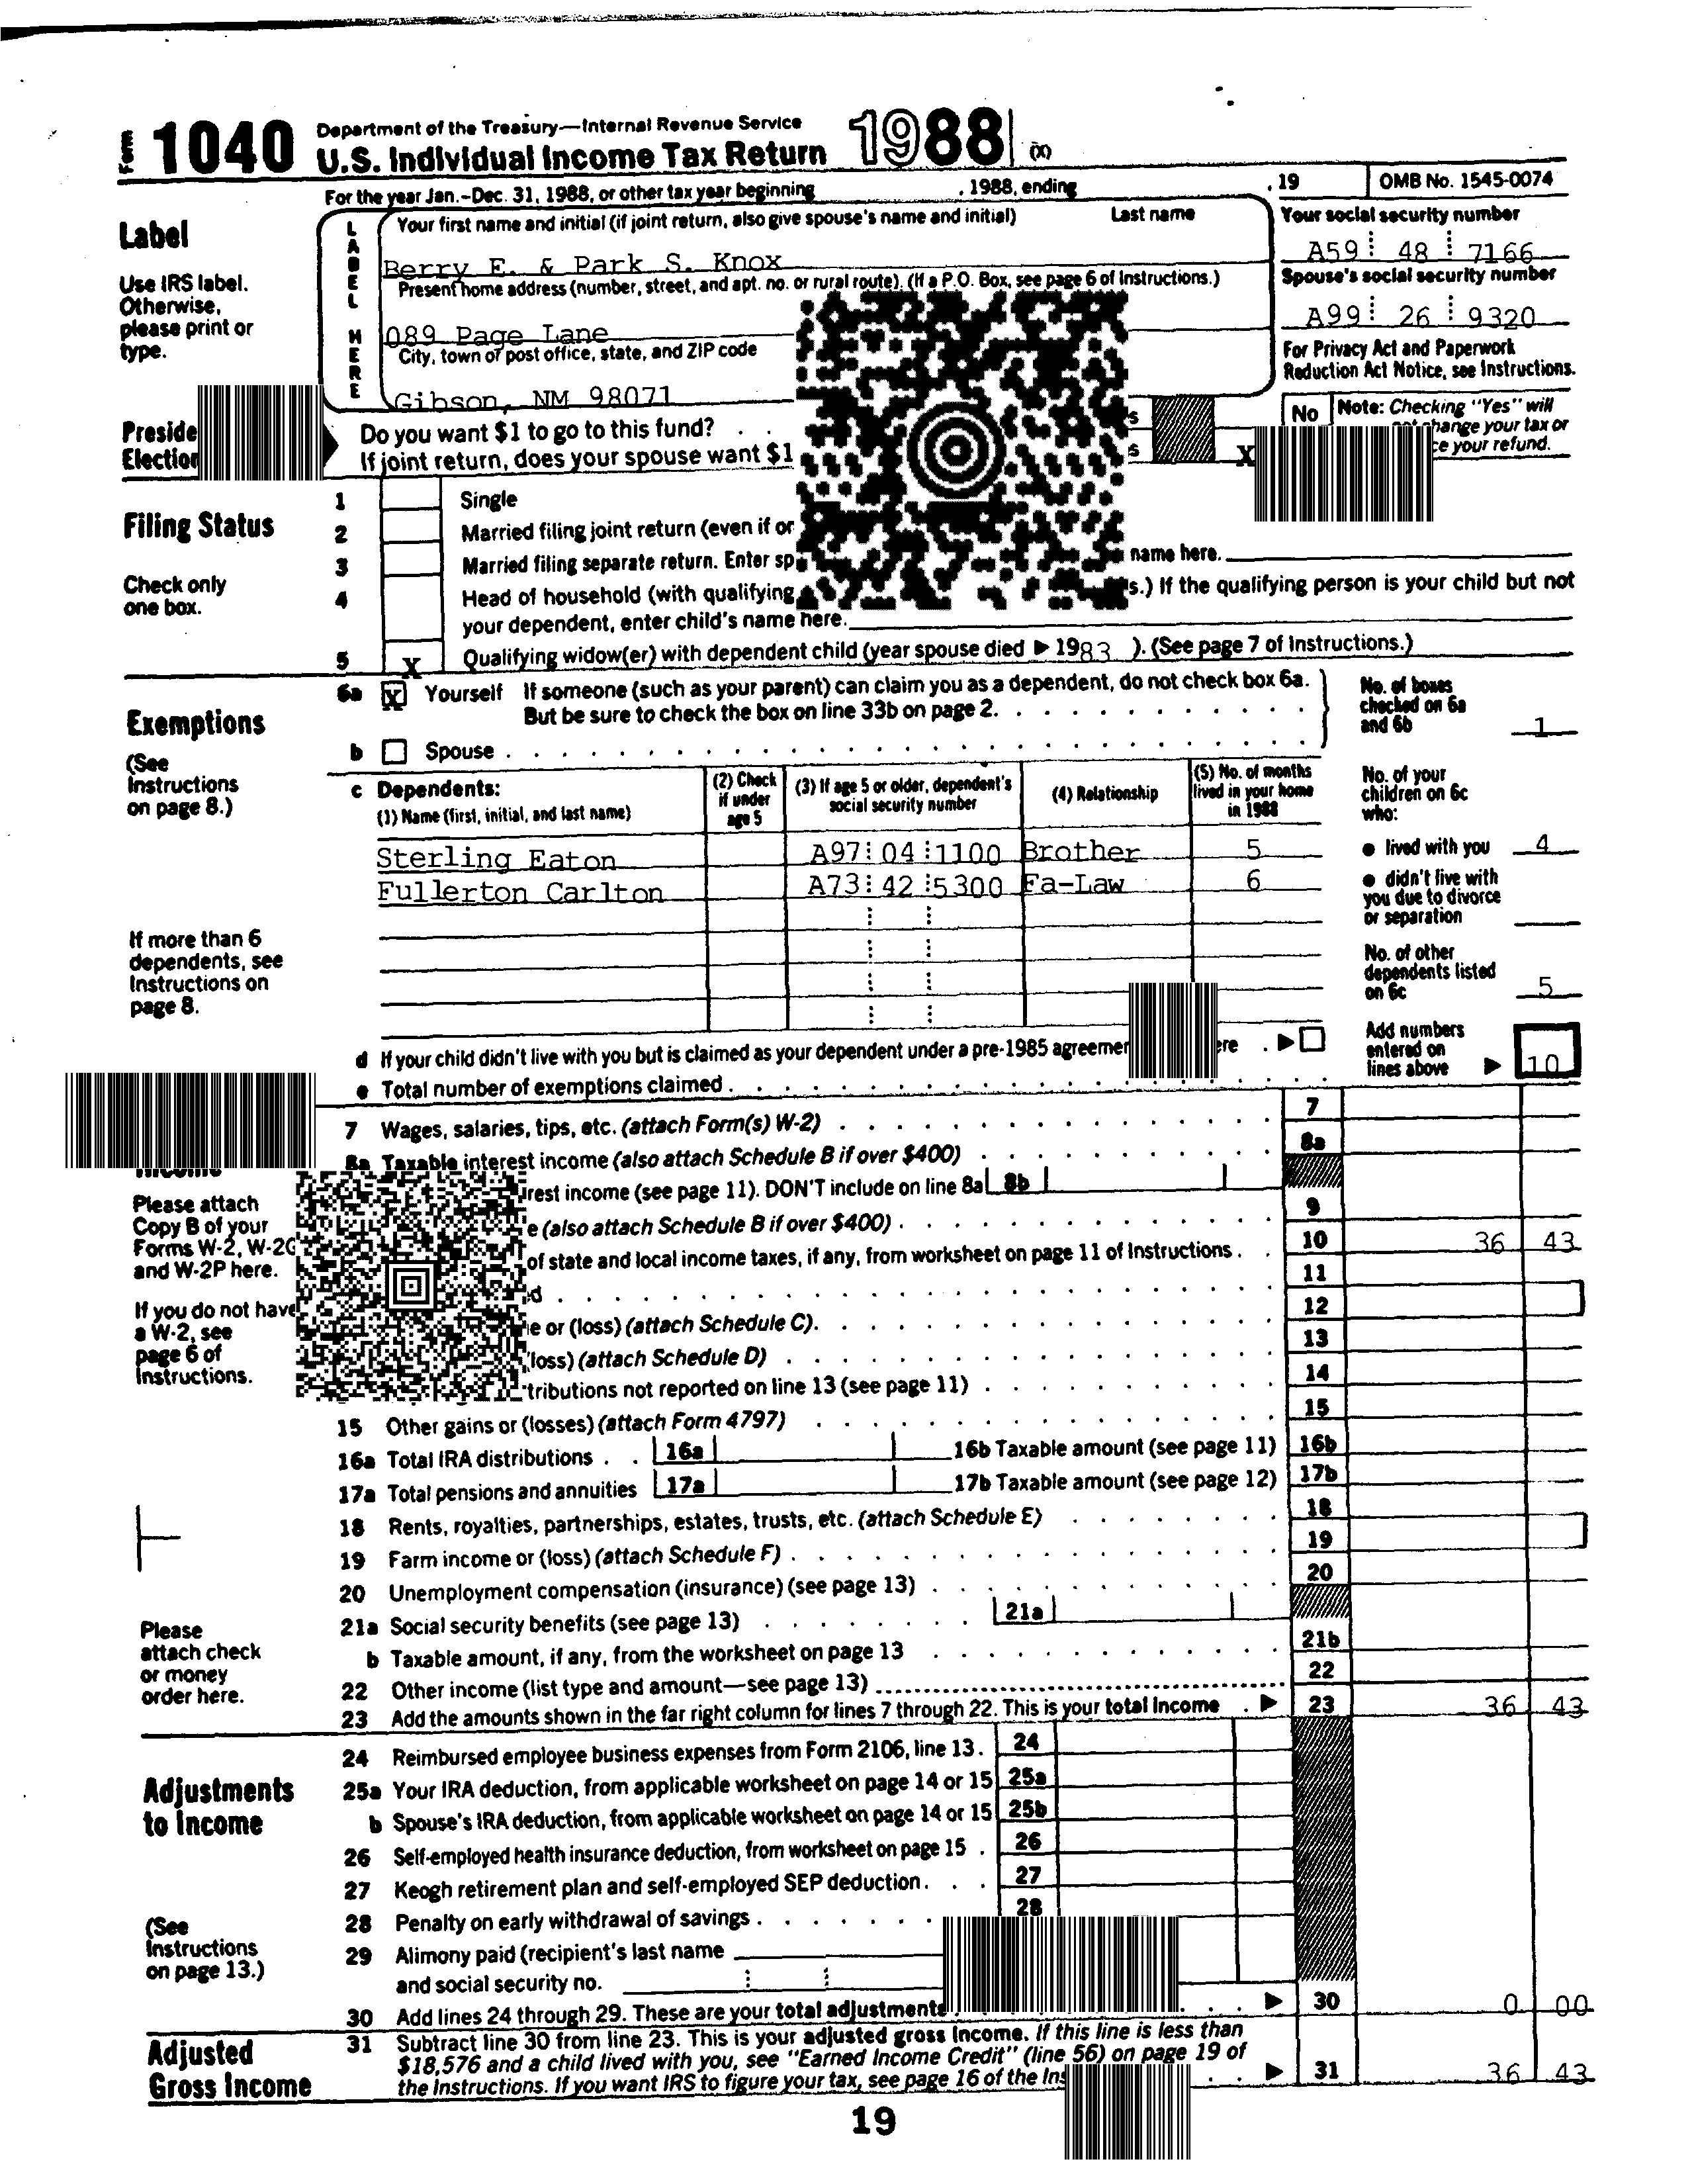 Form 1040 Department of the Treasury—Internal Revenue Service
U.S. Individual Income Tax Return 1988 (X)
For the year Jan.–Dec. 31, 1988, or other tax year beginning , 1988, ending , 19 OMB No. 1545-0074
Label
Use IRS label.
Otherwise,
please print or
type.
LABEL HERE
Your first name and initial (if joint return, also give spouse's name and initial) Last name
Berry E. & Park S. Knox
Present home address (number, street, and apt. no. or rural route). (If a P.O. Box, see page 6 of Instructions.)
089 Page Lane
City, town or post office, state, and ZIP code
Gibson, NM 98071
Your social security number
A59 48 7166
Spouse's social security number
A99 26 9320
For Privacy Act and Paperwork
Reduction Act Notice, see Instructions.
Preside
Election
Do you want $1 to go to this fund? . .
If joint return, does your spouse want $1
s
s
X
No
Note: Checking "Yes" will
hange your tax or
ce your refund.
Filing Status
Check only
one box.
1 Single
2 Married filing joint return (even if or
3 Married filing separate return. Enter sp name here.
4 Head of household (with qualifying s.) If the qualifying person is your child but not
your dependent, enter child's name here.
5 X Qualifying widow(er) with dependent child (year spouse died ▶ 1983 ). (See page 7 of Instructions.)
Exemptions
(See
Instructions
on page 8.)
6a X Yourself If someone (such as your parent) can claim you as a dependent, do not check box 6a.
But be sure to check the box on line 33b on page 2. . . . . . . . . . . .
b Spouse . . . . . . . . . . . . . . . . . . . . . . . . . . .
No. of boxes
checked on 6a
and 6b 1
c Dependents:
(1) Name (first, initial, and last name)
(2) Check
if under
age 5
(3) If age 5 or older, dependent's
social security number
(4) Relationship
(5) No. of months
lived in your home
in 1988
Sterling Eaton A97 04 1100 Brother 5
Fullerton Carlton A73 42 5300 Fa-Law 6
If more than 6
dependents, see
Instructions on
page 8.
No. of your
children on 6c
who:
● lived with you 4
● didn't live with
you due to divorce
or separation
No. of other
dependents listed
on 6c 5
Add numbers
entered on
lines above ▶ 10
d If your child didn't live with you but is claimed as your dependent under a pre-1985 agreemen ere . ▶
e Total number of exemptions claimed . . . . . . . . . . . . . . . . . . . .
Income
Please attach
Copy B of your
Forms W-2, W-2G
and W-2P here.
If you do not have
a W-2, see
page 6 of
Instructions.
7 Wages, salaries, tips, etc. (attach Form(s) W-2) . . . . . . . . . . . . 7
8a Taxable interest income (also attach Schedule B if over $400) . . . . . . . . 8a
rest income (see page 11). DON'T include on line 8a 8b
e (also attach Schedule B if over $400) . . . . . . . . . . . 9
of state and local income taxes, if any, from worksheet on page 11 of Instructions . . 10 36 43
d . . . . . . . . . . . . . . . . . . . . . . 11
e or (loss) (attach Schedule C). . . . . . . . . . . . . 12
loss) (attach Schedule D) . . . . . . . . . . . . . . 13
tributions not reported on line 13 (see page 11) . . . . . . . . . . 14
15 Other gains or (losses) (attach Form 4797) . . . . . . . . . . . . . . 15
16a Total IRA distributions . . 16a 16b Taxable amount (see page 11) 16b
17a Total pensions and annuities 17a 17b Taxable amount (see page 12) 17b
18 Rents, royalties, partnerships, estates, trusts, etc. (attach Schedule E) . . . . . . . 18
19 Farm income or (loss) (attach Schedule F) . . . . . . . . . . . . . . . . 19
20 Unemployment compensation (insurance) (see page 13) . . . . . . . . . . 20
21a Social security benefits (see page 13) . . . . . . . 21a
b Taxable amount, if any, from the worksheet on page 13 . . . . . . . . . . 21b
22 Other income (list type and amount—see page 13) 22
23 Add the amounts shown in the far right column for lines 7 through 22. This is your total income . ▶ 23 36 43
Please
attach check
or money
order here.
Adjustments
to Income
(See
Instructions
on page 13.)
24 Reimbursed employee business expenses from Form 2106, line 13 . 24
25a Your IRA deduction, from applicable worksheet on page 14 or 15 25a
b Spouse's IRA deduction, from applicable worksheet on page 14 or 15 25b
26 Self-employed health insurance deduction, from worksheet on page 15 . 26
27 Keogh retirement plan and self-employed SEP deduction . . . 27
28 Penalty on early withdrawal of savings . . . . . . . 28
29 Alimony paid (recipient's last name
and social security no.
30 Add lines 24 through 29. These are your total adjustments . . . ▶ 30 0 00
Adjusted
Gross Income
31 Subtract line 30 from line 23. This is your adjusted gross income. If this line is less than
$18,576 and a child lived with you, see "Earned Income Credit" (line 56) on page 19 of
the Instructions. If you want IRS to figure your tax, see page 16 of the Ins . . ▶ 31 36 43
19